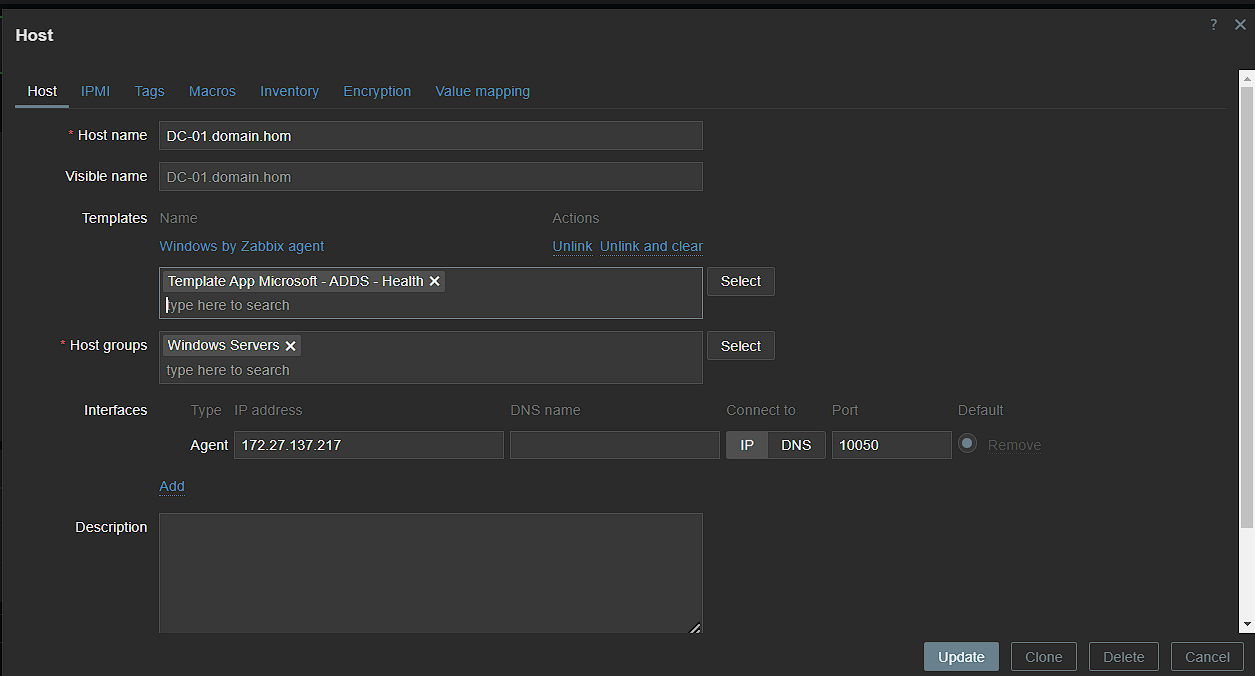 Host
? ×
Host IPMI Tags Macros Inventory Encryption Value mapping
* Host name DC-01.domain.hom
Visible name DC-01.domain.hom
Templates Name Actions
Windows by Zabbix agent Unlink Unlink and clear
Template App Microsoft - ADDS - Health × Select
type here to search
* Host groups Windows Servers × Select
type here to search
Interfaces Type IP address DNS name Connect to Port Default
Agent 172.27.137.217 IP DNS 10050 Remove
Add
Description
Update Clone Delete Cancel